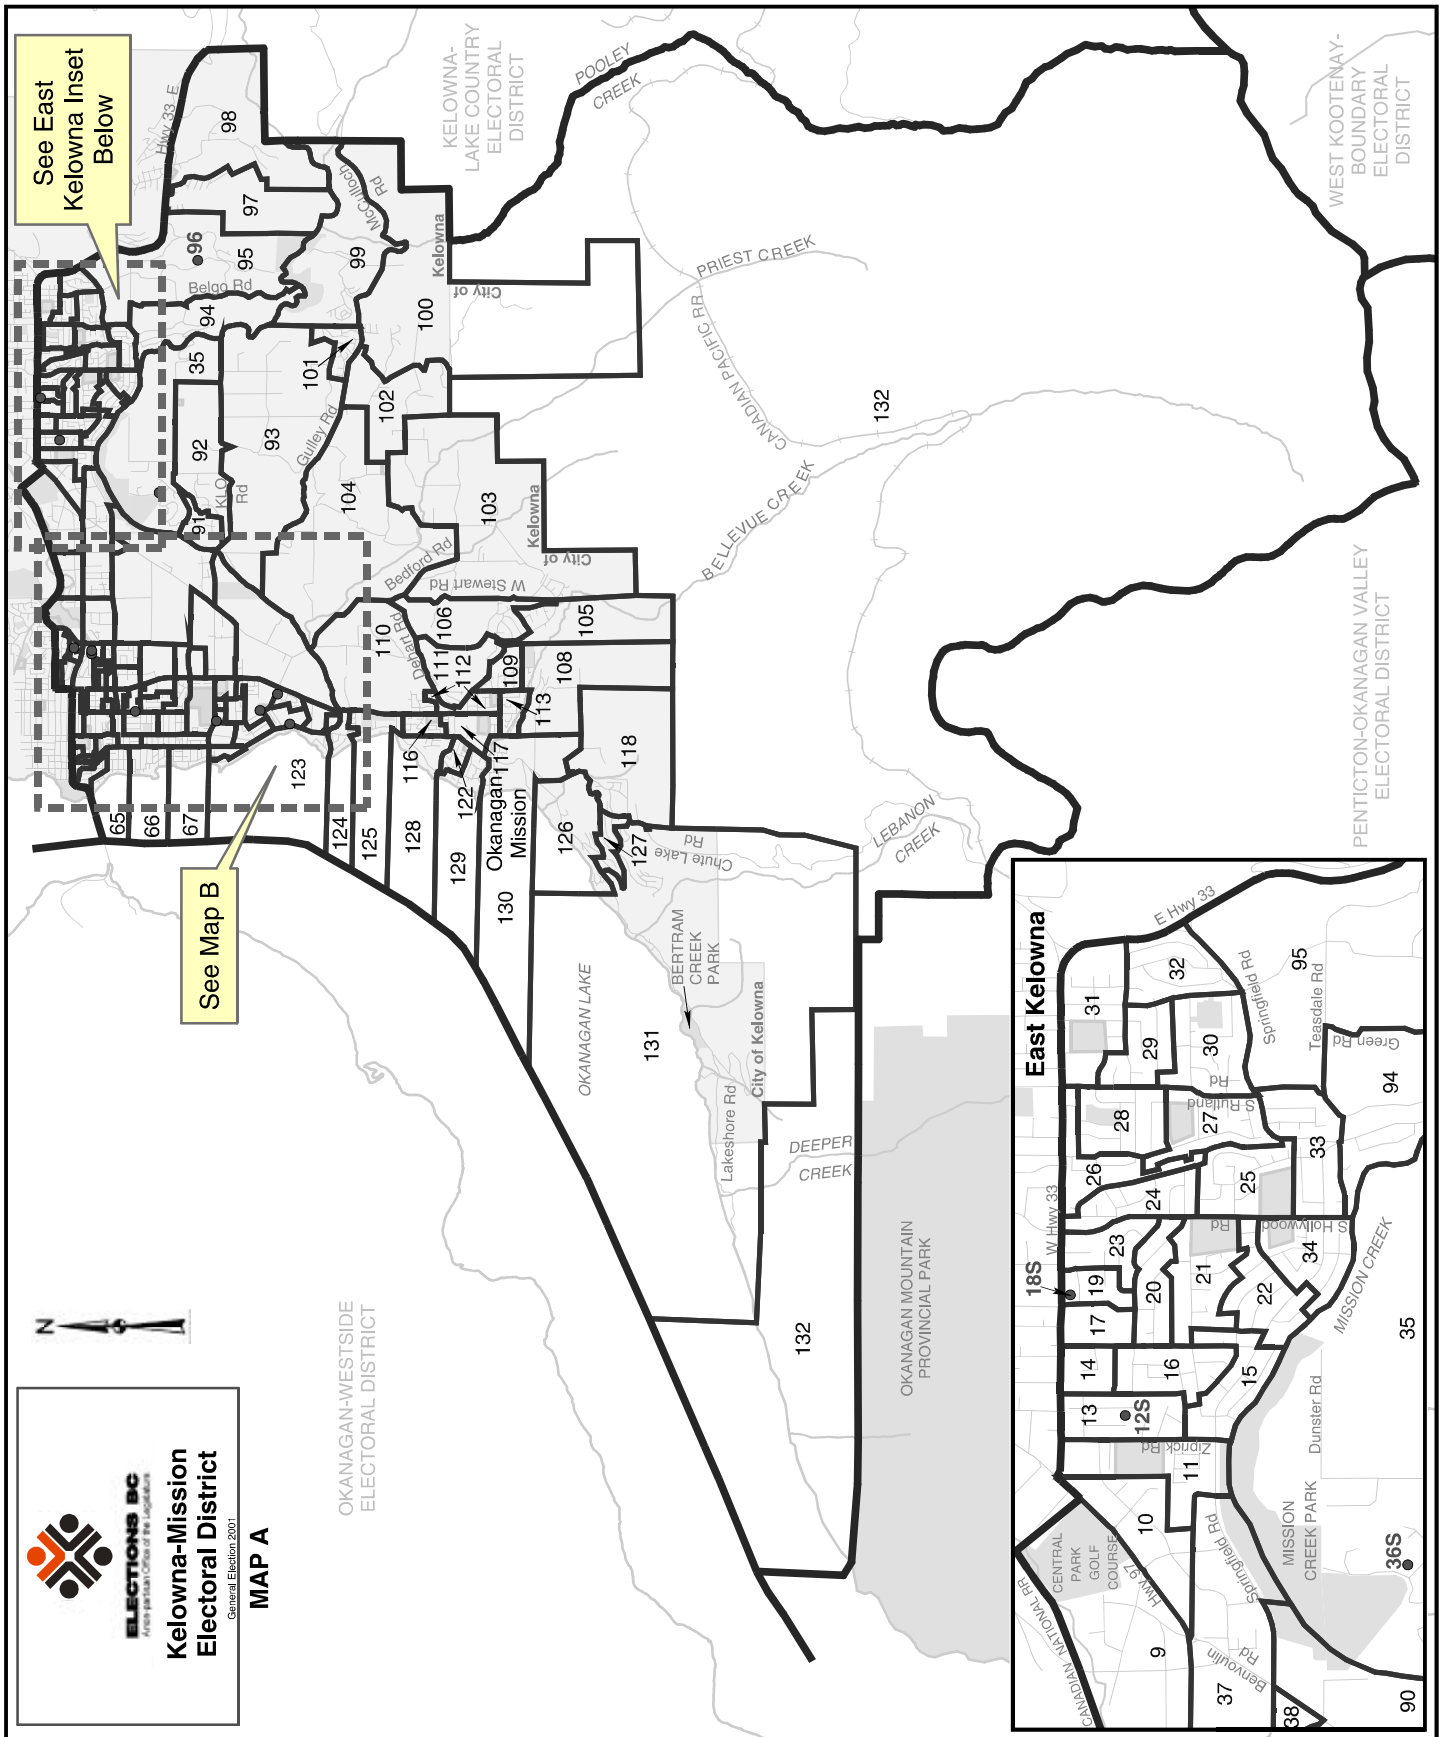 ELECTIONS BC
A non-partisan Office of the Legislature
Kelowna-Mission
Electoral District
General Election 2001
MAP A
N
See East
Kelowna Inset
Below
See Map B
KELOWNA-
LAKE COUNTRY
ELECTORAL
DISTRICT
WEST KOOTENAY-
BOUNDARY
ELECTORAL
DISTRICT
PENTICTON-OKANAGAN VALLEY
ELECTORAL DISTRICT
OKANAGAN-WESTSIDE
ELECTORAL DISTRICT
POOLEY
CREEK
PRIEST CREEK
CANADIAN PACIFIC RR
BELLEVUE CREEK
LEBANON
CREEK
DEEPER
CREEK
OKANAGAN LAKE
BERTRAM
CREEK
PARK
OKANAGAN MOUNTAIN
PROVINCIAL PARK
City of Kelowna
Lakeshore Rd
Chute Lake
Rd
Okanagan
Mission
Hwy 33 E
McCulloch
Rd
Belgo Rd
Gulley Rd
KLO
Rd
Bedford Rd
W Stewart Rd
Dehart Rd
City of
Kelowna
City of
Kelowna
98
97
96
95
94
35
99
100
101
102
92
93
91
104
103
110
106
105
111
112
109
108
113
116
117
118
122
123
124
125
65
66
67
128
129
130
126
127
131
132
132
East Kelowna
E Hwy 33
W Hwy 33
Springfield Rd
Teasdale Rd
Green Rd
S Rutland
Rd
S Hollywood
Rd
MISSION CREEK
Dunster Rd
MISSION
CREEK PARK
Ziprick
Rd
Springfield Rd
Benvoulin
Rd
Hwy 97
CENTRAL
PARK
GOLF
COURSE
CANADIAN NATIONAL RR
31
32
95
29
30
94
28
27
33
26
24
25
18S
23
19
20
21
34
22
17
14
16
15
13
12S
11
10
9
37
38
35
36S
90